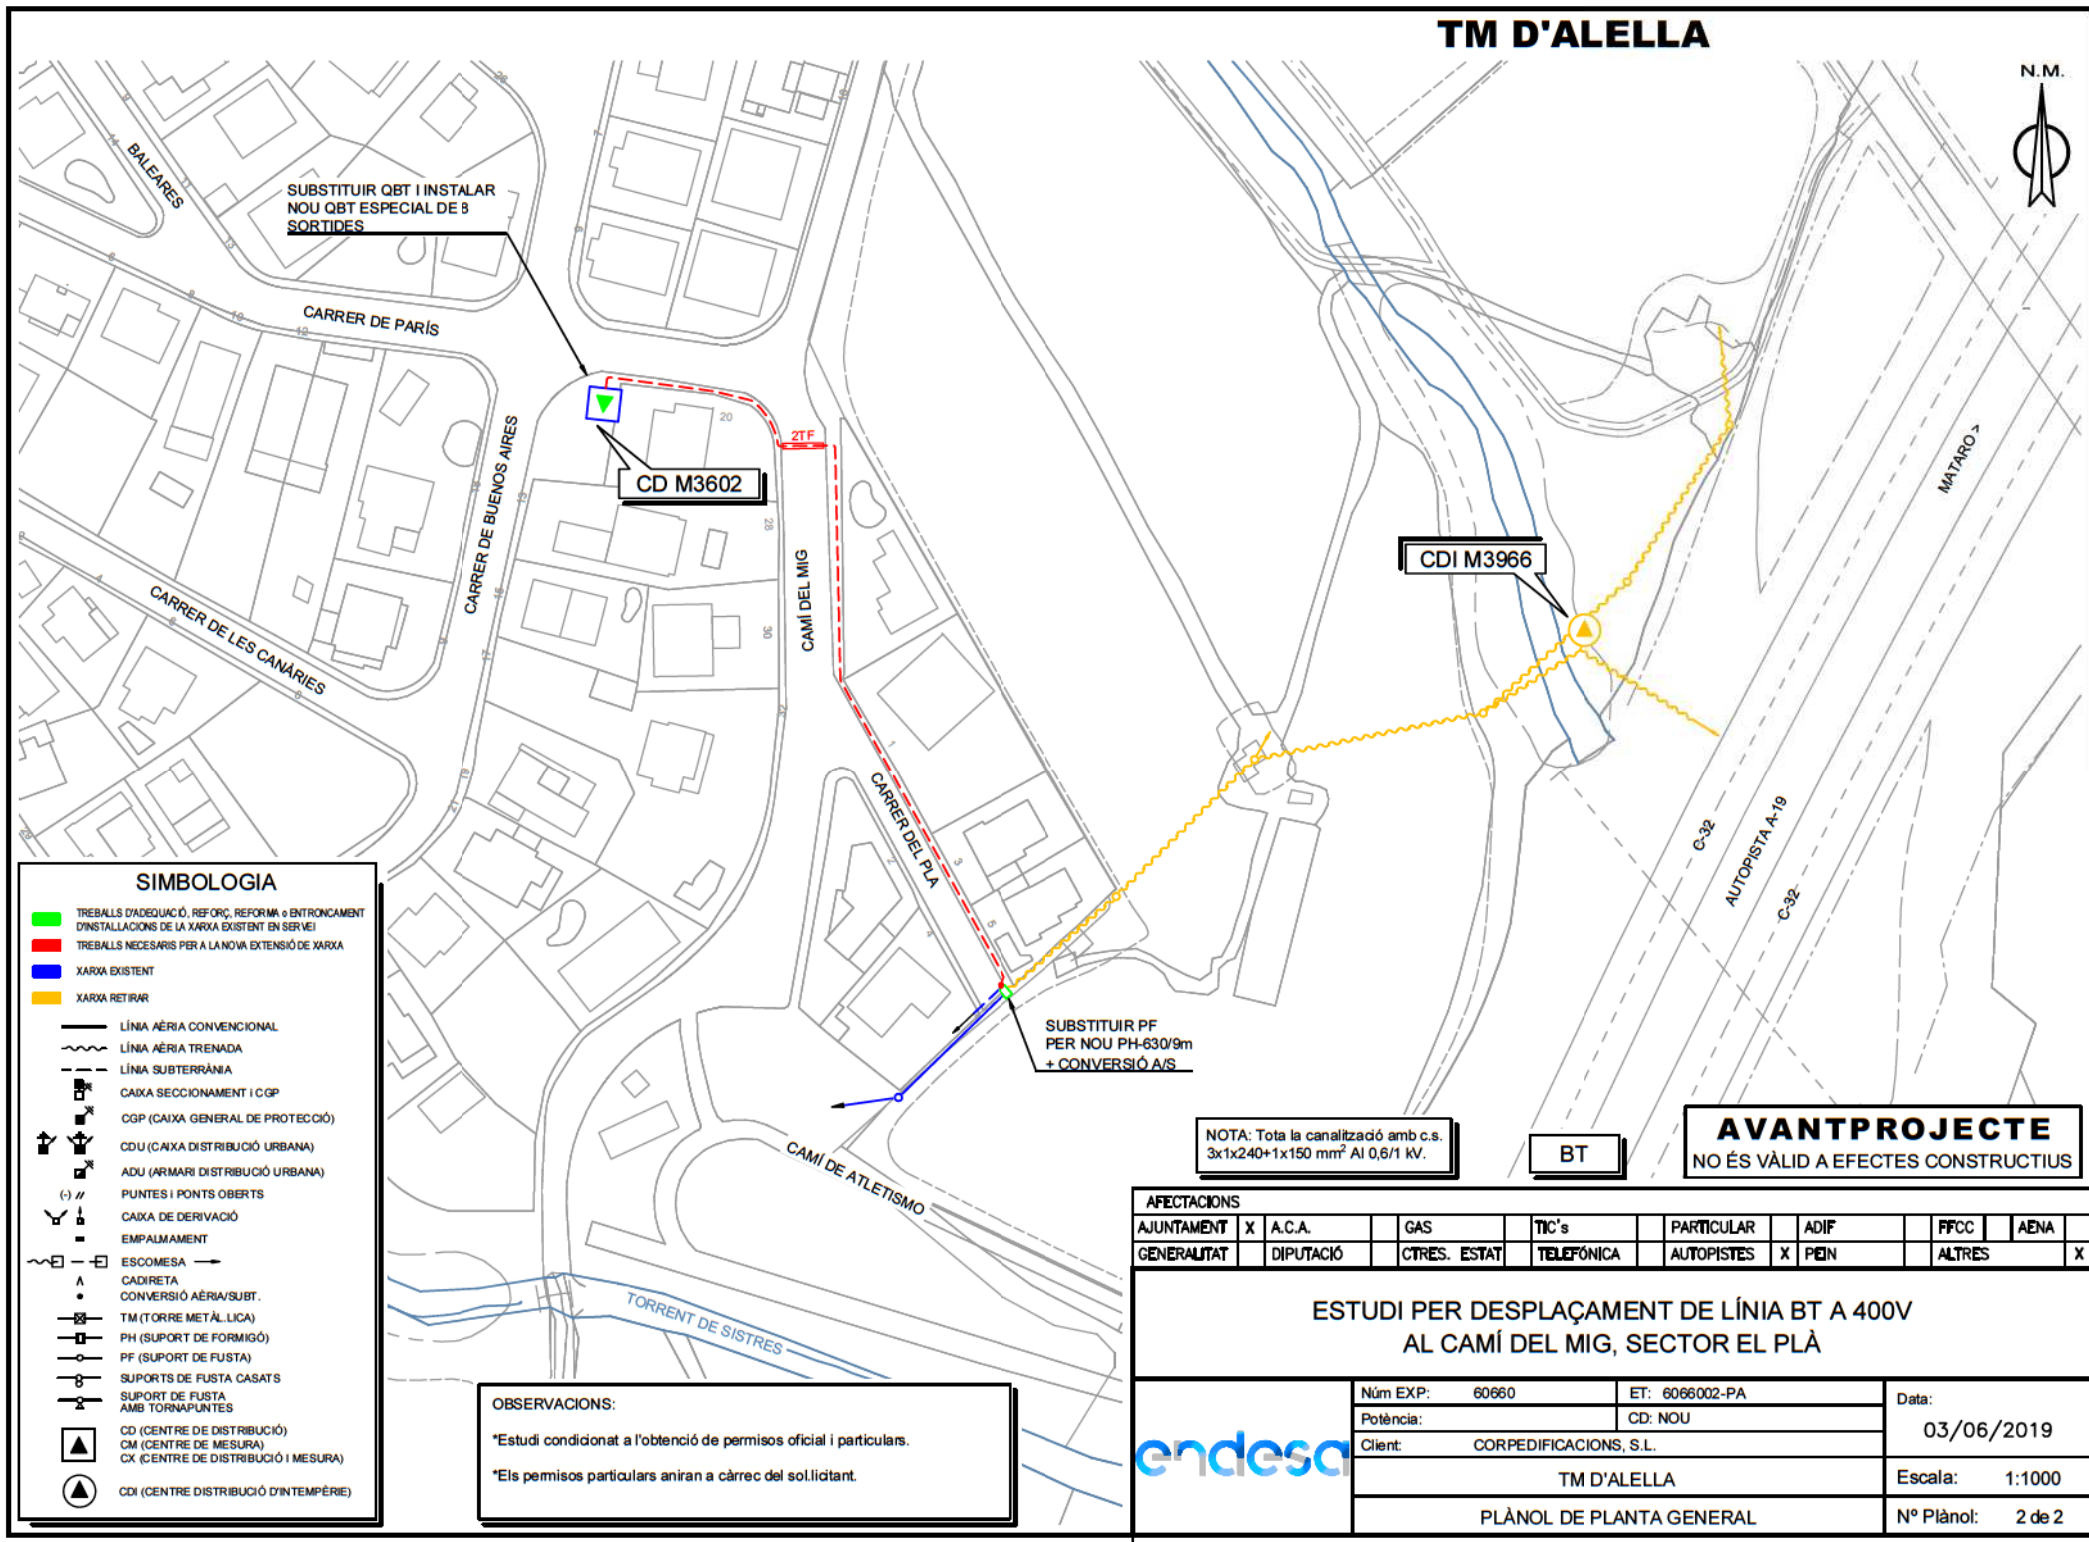 TM D'ALELLA
N.M.
BALEARES
SUBSTITUIR QBT I INSTALAR
NOU QBT ESPECIAL DE 8
SORTIDES
CARRER DE PARÍS
CARRER DE BUENOS AIRES
CARRER DE LES CANÀRIES
2TF
CD M3602
20
28
30
32
CAMÍ DEL MIG
CARRER DEL PLA
CDI M3966
MATARO >
C-32
AUTOPISTA A-19
C-32
SUBSTITUIR PF
PER NOU PH-630/9m
+ CONVERSIÓ A/S
CAMÍ DE ATLETISMO
TORRENT DE SISTRES
SIMBOLOGIA
TREBALLS D'ADEQUACIÓ, REFORÇ, REFORMA o ENTRONCAMENT
D'INSTAL·LACIONS DE LA XARXA EXISTENT EN SERVEI
TREBALLS NECESARIS PER A LA NOVA EXTENSIÓ DE XARXA
XARXA EXISTENT
XARXA RETIRAR
LÍNIA AÈRIA CONVENCIONAL
LÍNIA AÈRIA TRENADA
LÍNIA SUBTERRÀNIA
CAIXA SECCIONAMENT i CGP
CGP (CAIXA GENERAL DE PROTECCIÓ)
CDU (CAIXA DISTRIBUCIÓ URBANA)
ADU (ARMARI DISTRIBUCIÓ URBANA)
(-) // PUNTES i PONTS OBERTS
CAIXA DE DERIVACIÓ
EMPALMAMENT
ESCOMESA
CADIRETA
CONVERSIÓ AÈRIA/SUBT.
TM (TORRE METÀL.LICA)
PH (SUPORT DE FORMIGÓ)
PF (SUPORT DE FUSTA)
SUPORTS DE FUSTA CASATS
SUPORT DE FUSTA
AMB TORNAPUNTES
CD (CENTRE DE DISTRIBUCIÓ)
CM (CENTRE DE MESURA)
CX (CENTRE DE DISTRIBUCIÓ I MESURA)
CDI (CENTRE DISTRIBUCIÓ D'INTEMPÈRIE)
OBSERVACIONS:
*Estudi condicionat a l'obtenció de permisos oficial i particulars.
*Els permisos particulars aniran a càrrec del sol.licitant.
NOTA: Tota la canalització amb c.s.
3x1x240+1x150 mm² Al 0,6/1 kV.
BT
AVANTPROJECTE
NO ÉS VÀLID A EFECTES CONSTRUCTIUS
AFECTACIONS
AJUNTAMENT X A.C.A. GAS TIC's PARTICULAR ADIF FFCC AENA
GENERALITAT DIPUTACIÓ CTRES. ESTAT TELEFÓNICA AUTOPISTES X PEIN ALTRES X
ESTUDI PER DESPLAÇAMENT DE LÍNIA BT A 400V
AL CAMÍ DEL MIG, SECTOR EL PLÀ
endesa
Núm EXP: 60660 ET: 6066002-PA
Potència: CD: NOU
Client: CORPEDIFICACIONS, S.L.
TM D'ALELLA
PLÀNOL DE PLANTA GENERAL
Data:
03/06/2019
Escala: 1:1000
Nº Plànol: 2 de 2